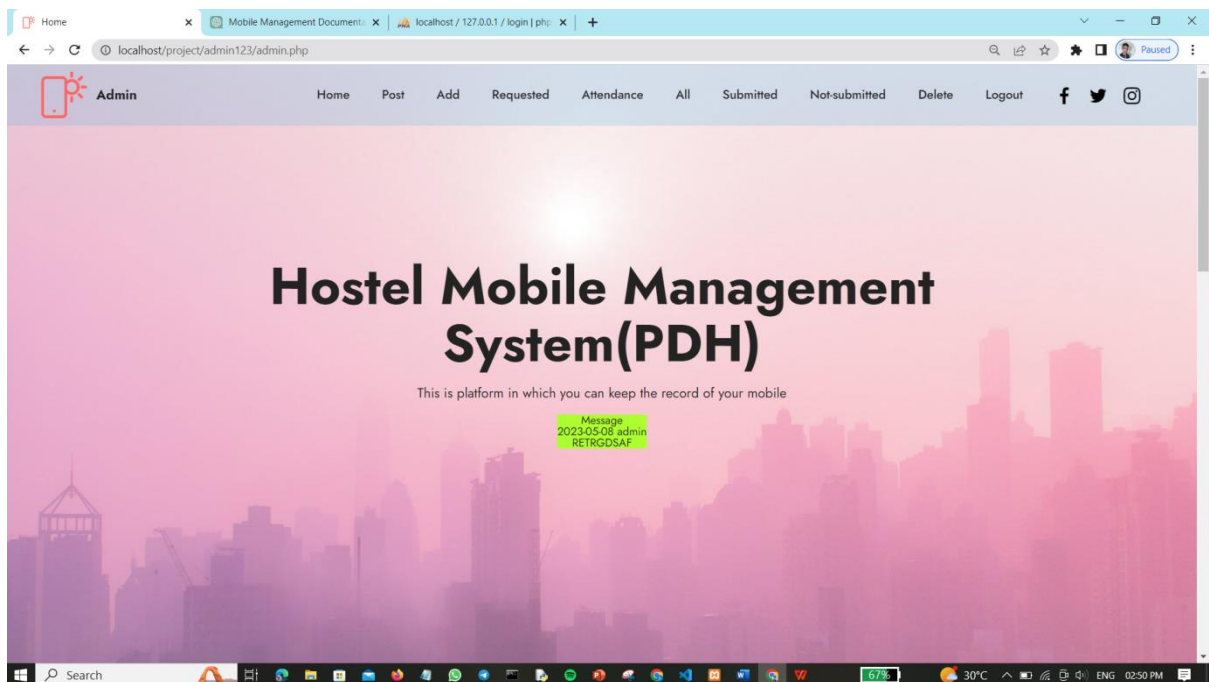 Home
Mobile Management Documenta
localhost / 127.0.0.1 / login | php
localhost/project/admin123/admin.php
Paused
Admin
Home Post Add Requested Attendance All Submitted Not-submitted Delete Logout
Hostel Mobile Management
System(PDH)
This is platform in which you can keep the record of your mobile
Message
2023-05-08 admin
RETRGDSAF
Search
67%
30°C
ENG
02:50 PM